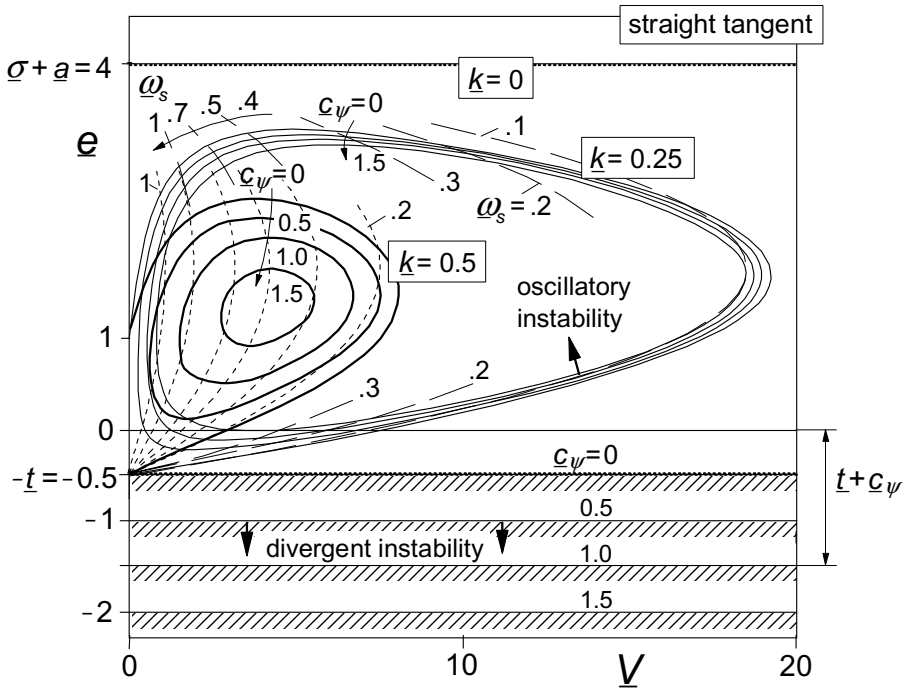 straight tangent
σ + a = 4
k = 0
ω_s
.5 .4
c_ψ=0
.1
1 .7
k = 0.25
e
c_ψ=0
1.5
.3
1
ω_s = .2
.2
0.5
k = 0.5
1.0
1.5
oscillatory
instability
1
.3
.2
0
c_ψ=0
-t = -0.5
t + c_ψ
0.5
-1
divergent instability
1.0
1.5
-2
0
10
V
20